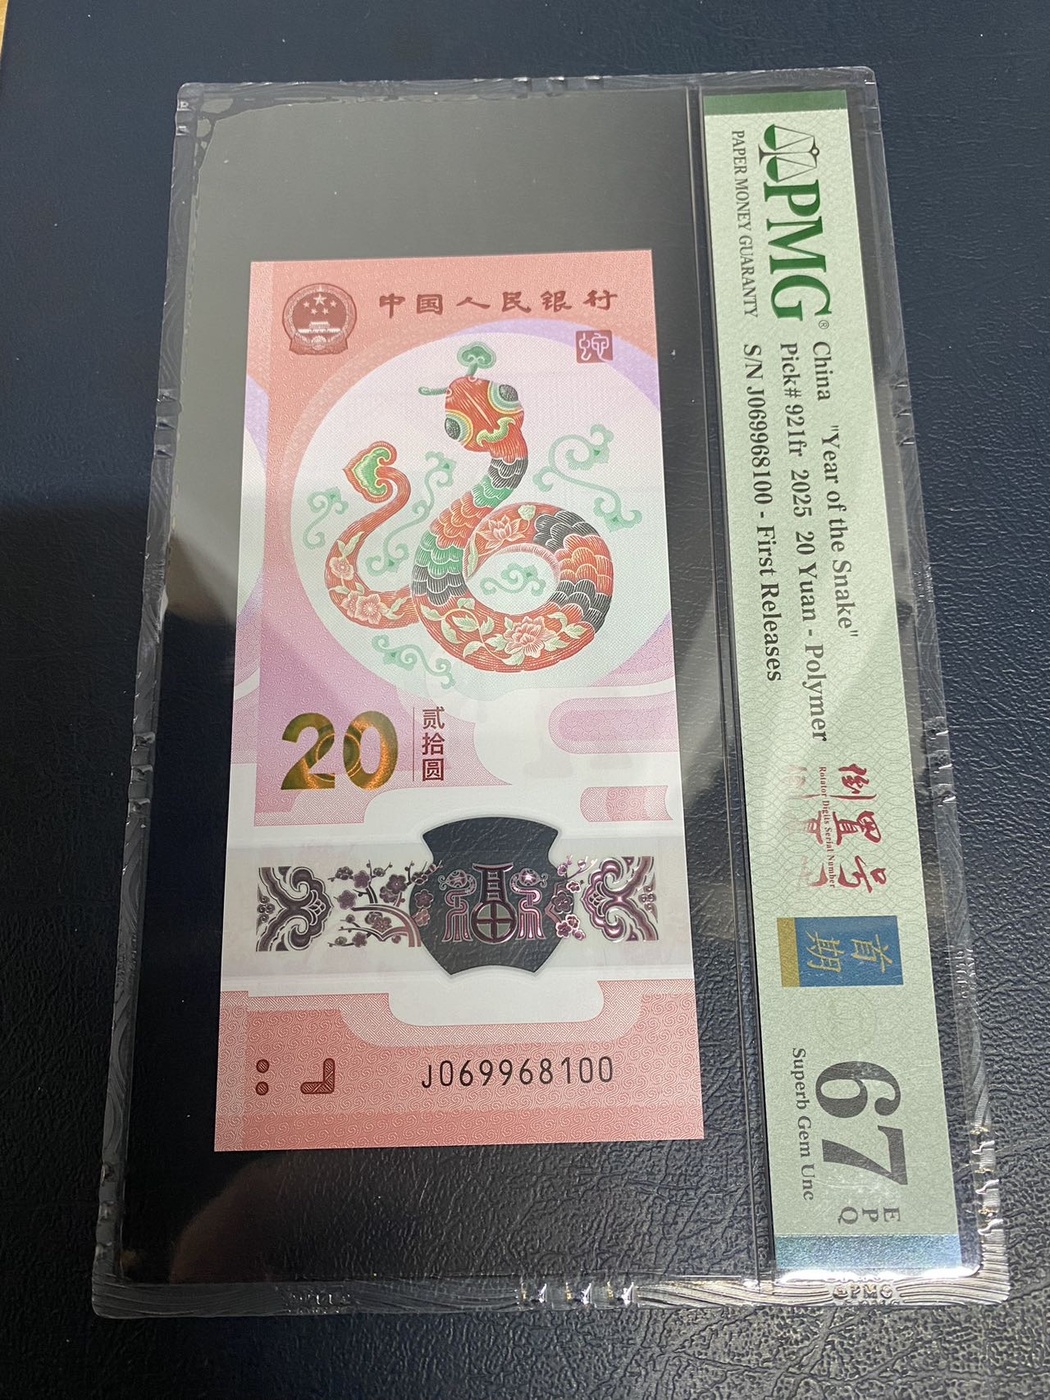 中国人民银行
20
贰拾圆
J069968100
PMG®
PAPER MONEY GUARANTY
China "Year of the Snake"
Pick# 921fr 2025 20 Yuan - Polymer
S/N J069968100 - First Releases
倒置号
Rotator Digits Serial Number
首期
67
EPQ
Superb Gem Unc